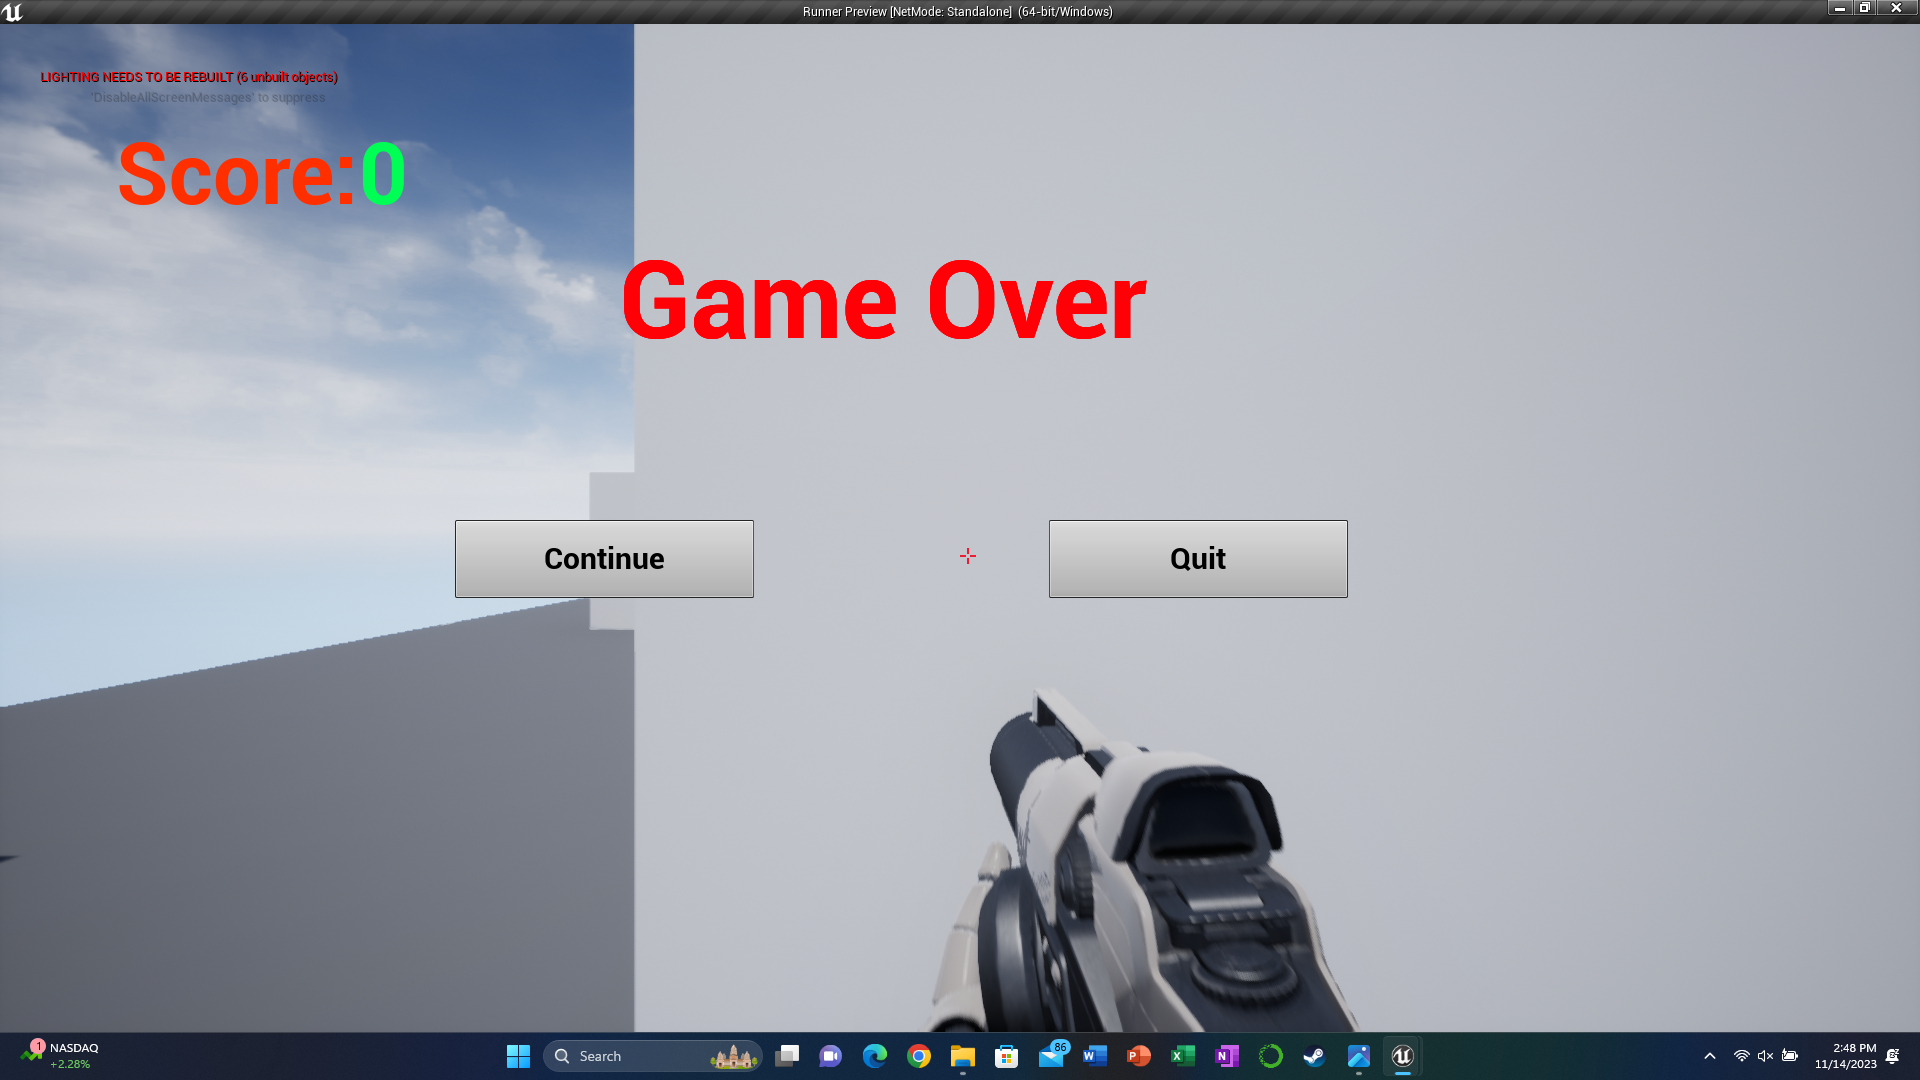 Runner Preview [NetMode: Standalone] (64-bit/Windows)
LIGHTING NEEDS TO BE REBUILT (6 unbuilt objects)
'DisableAllScreenMessages' to suppress
Score:0
Game Over
Continue
Quit
1
NASDAQ
+2.28%
Search
86
2:48 PM
11/14/2023